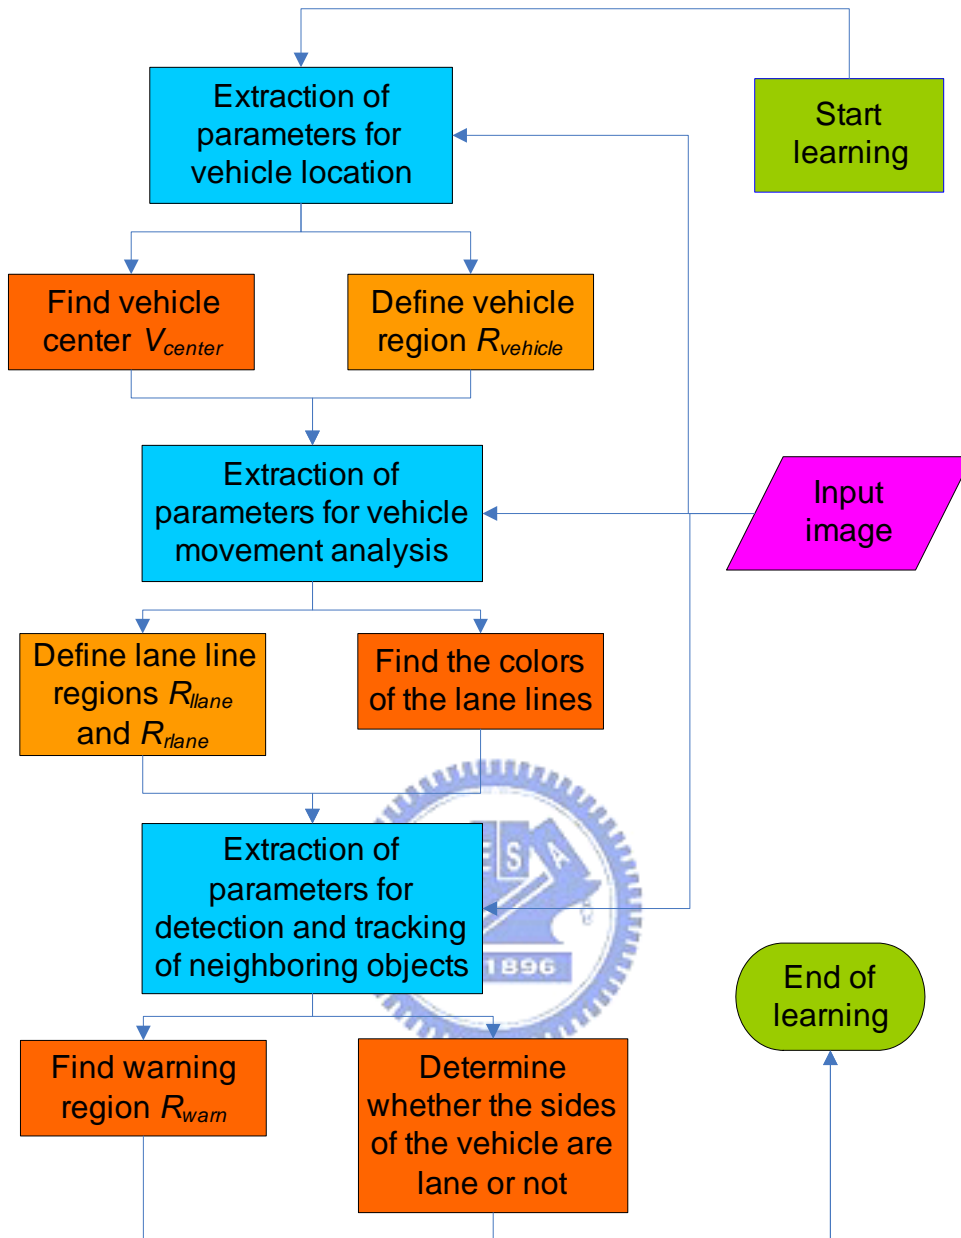 Extraction of
parameters for
vehicle location
Start
learning
Find vehicle
center Vcenter
Define vehicle
region Rvehicle
Extraction of
parameters for vehicle
movement analysis
Input
image
Define lane line
regions Rllane
and Rrlane
Find the colors
of the lane lines
Extraction of
parameters for
detection and tracking
of neighboring objects
E S A
1896
End of
learning
Find warning
region Rwarn
Determine
whether the sides
of the vehicle are
lane or not